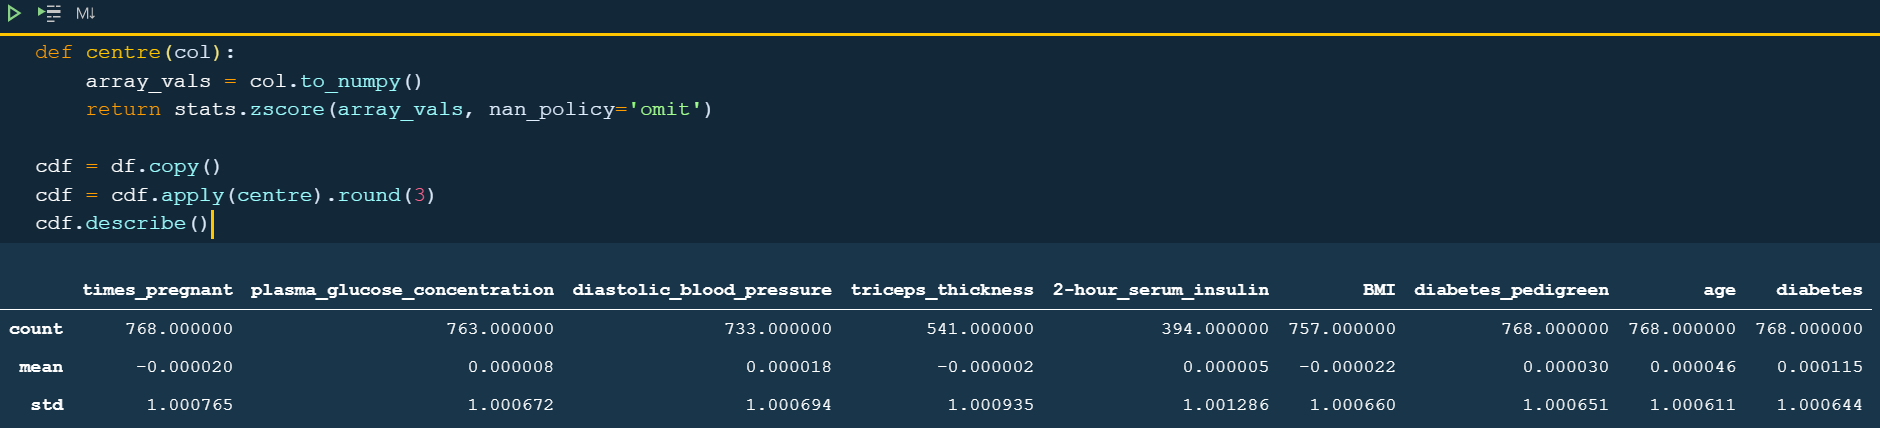 M↓
def centre(col):
    array_vals = col.to_numpy()
    return stats.zscore(array_vals, nan_policy='omit')
cdf = df.copy()
cdf = cdf.apply(centre).round(3)
cdf.describe()
times_pregnant plasma_glucose_concentration diastolic_blood_pressure triceps_thickness 2-hour_serum_insulin BMI diabetes_pedigreen age diabetes
count 768.000000 763.000000 733.000000 541.000000 394.000000 757.000000 768.000000 768.000000 768.000000
mean -0.000020 0.000008 0.000018 -0.000002 0.000005 -0.000022 0.000030 0.000046 0.000115
std 1.000765 1.000672 1.000694 1.000935 1.001286 1.000660 1.000651 1.000611 1.000644